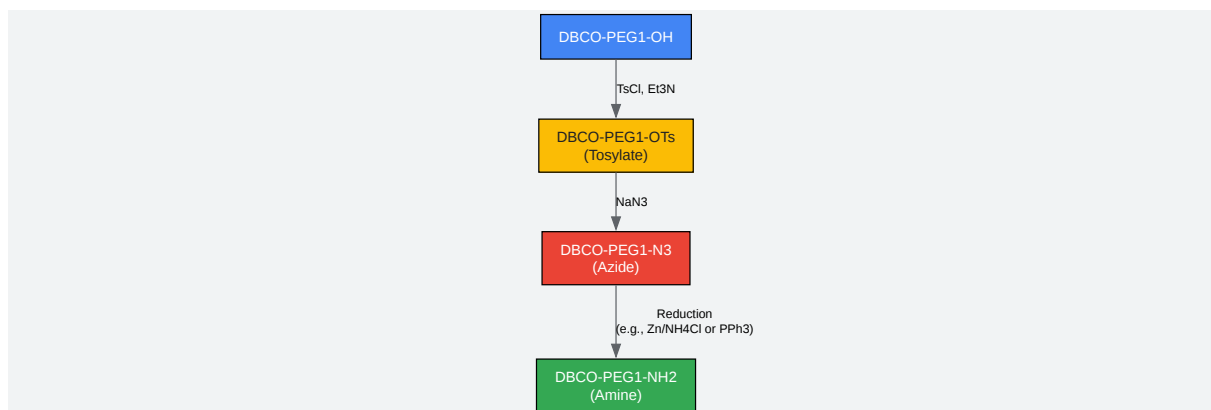 DBCO-PEG1-OH
TsCl, Et3N
DBCO-PEG1-OTs
(Tosylate)
NaN3
DBCO-PEG1-N3
(Azide)
Reduction
(e.g., Zn/NH4Cl or PPh3)
DBCO-PEG1-NH2
(Amine)